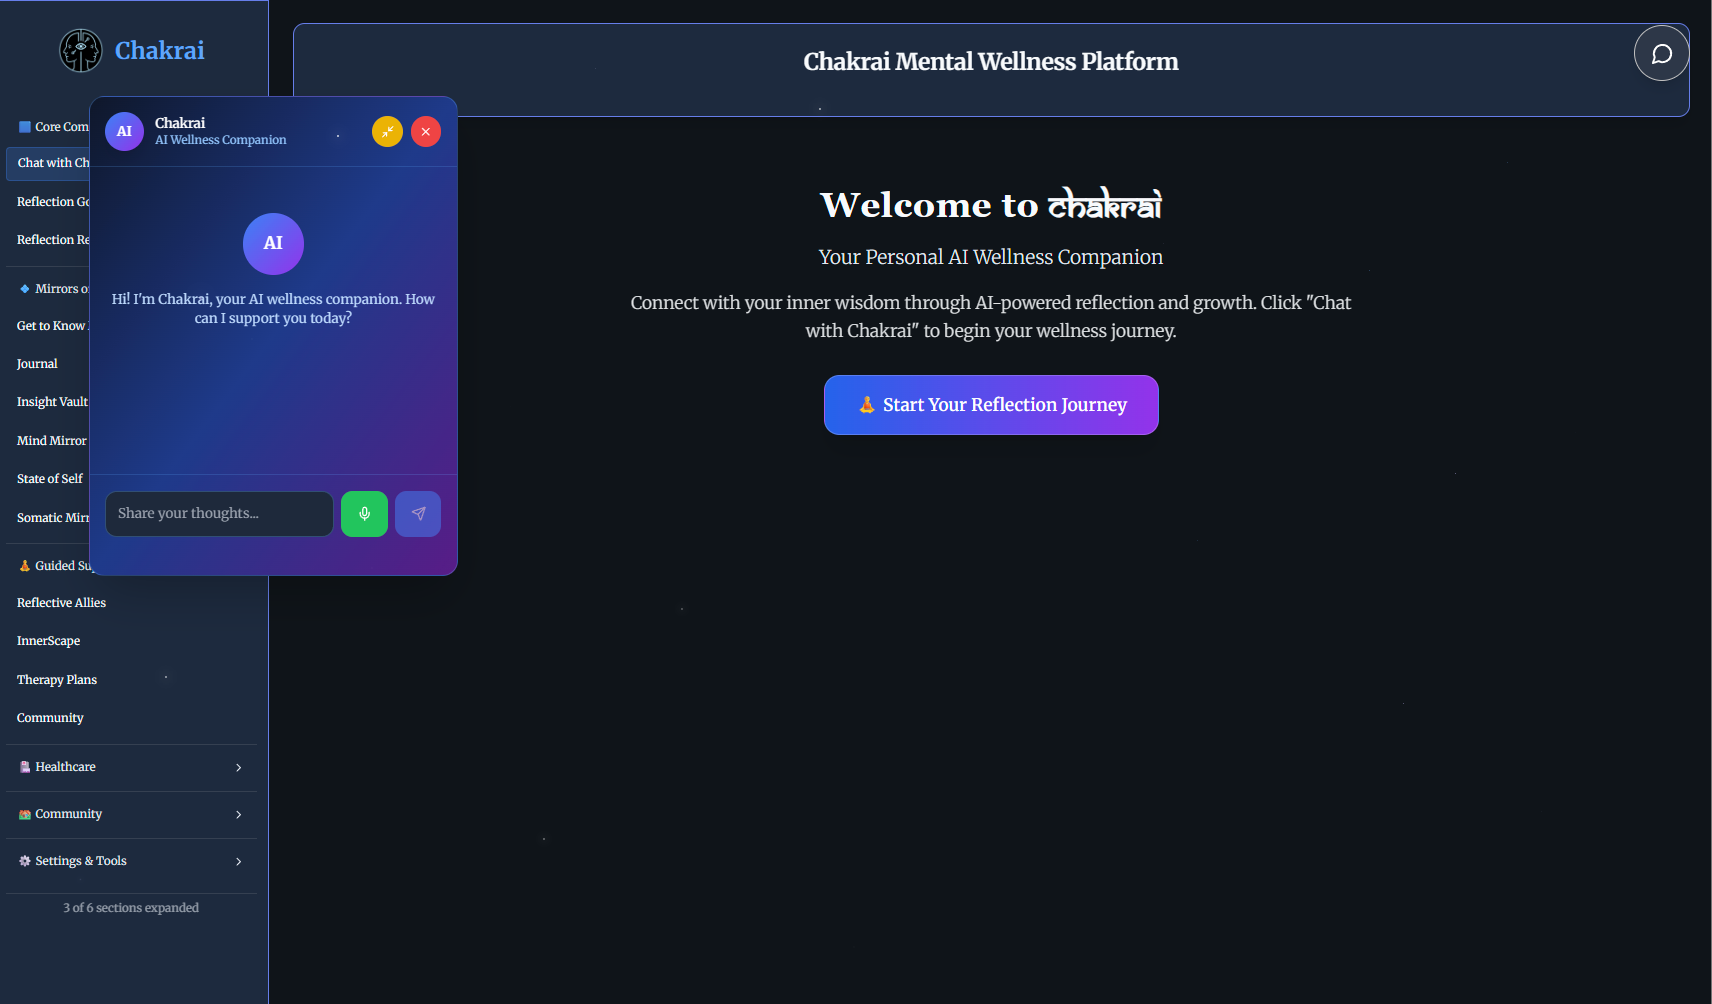 Chakrai
Chakrai Mental Wellness Platform
Core Com
Chat with Ch
Reflection Go
Reflection Re
Mirrors o
Get to Know
Journal
Insight Vault
Mind Mirror
State of Self
Somatic Mirr
Guided Su
Reflective Allies
InnerScape
Therapy Plans
Community
Healthcare
Community
Settings & Tools
3 of 6 sections expanded
AI
Chakrai
AI Wellness Companion
AI
Hi! I'm Chakrai, your AI wellness companion. How
can I support you today?
Share your thoughts...
Welcome to chakrai
Your Personal AI Wellness Companion
Connect with your inner wisdom through AI-powered reflection and growth. Click "Chat
with Chakrai" to begin your wellness journey.
Start Your Reflection Journey